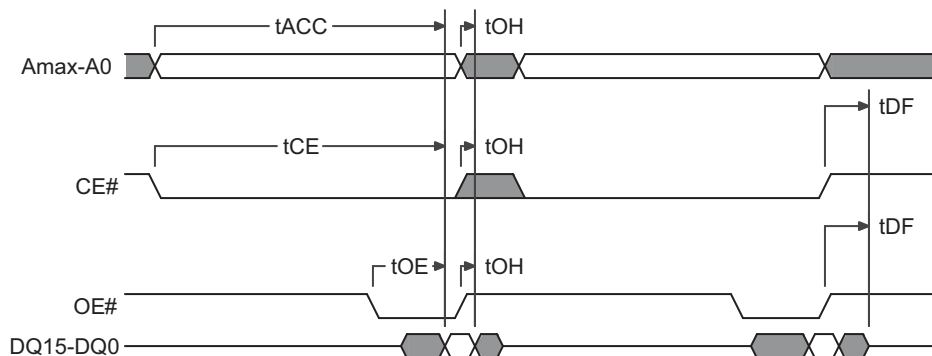 tACC tOH
Amax-A0
tDF
tCE tOH
CE#
tDF
tOE tOH
OE#
DQ15-DQ0